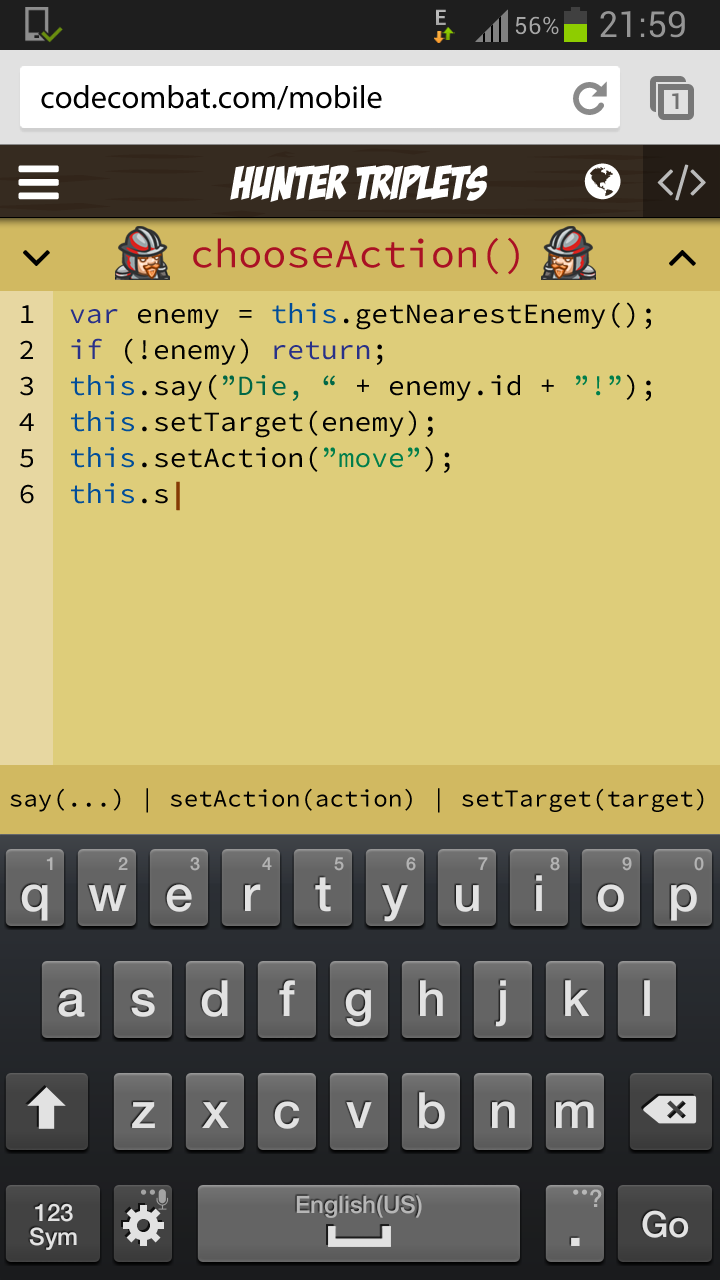 E 56% 21:59
codecombat.com/mobile 1
HUNTER TRIPLETS </>
chooseAction()
1 var enemy = this.getNearestEnemy();
2 if (!enemy) return;
3 this.say(”Die, “ + enemy.id + ”!”);
4 this.setTarget(enemy);
5 this.setAction(”move”);
6 this.s
say(...) | setAction(action) | setTarget(target)
1 2 3 4 5 6 7 8 9 0
q w e r t y u i o p
a s d f g h j k l
z x c v b n m
123 Sym English(US) . ? Go